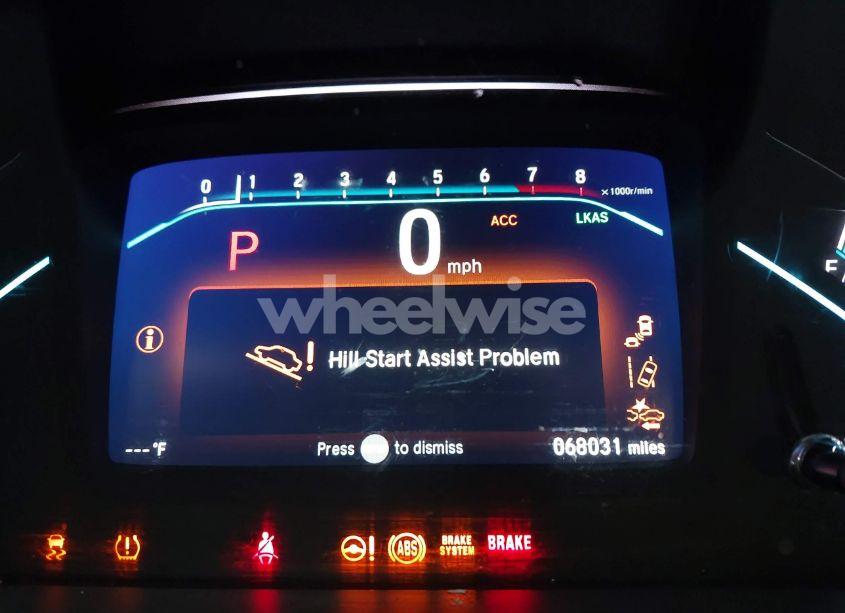 0 1 2 3 4 5 6 7 8 ×1000r/min
P 0 mph ACC LKAS
F
wheelwise
! Hill Start Assist Problem
---°F Press to dismiss 068031 miles
! ABS BRAKE SYSTEM BRAKE